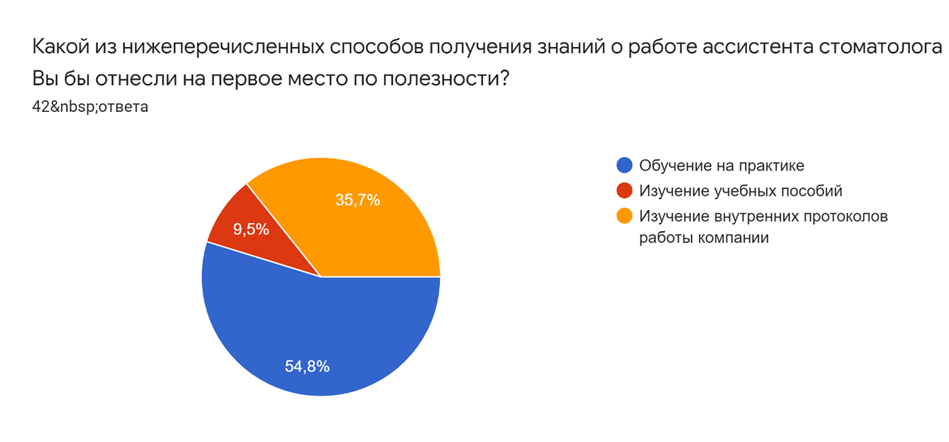 Какой из нижеперечисленных способов получения знаний о работе ассистента стоматолога
Вы бы отнесли на первое место по полезности?
42&nbsp;ответа
Обучение на практике
Изучение учебных пособий
Изучение внутренних протоколов
работы компании
35,7%
9,5%
54,8%